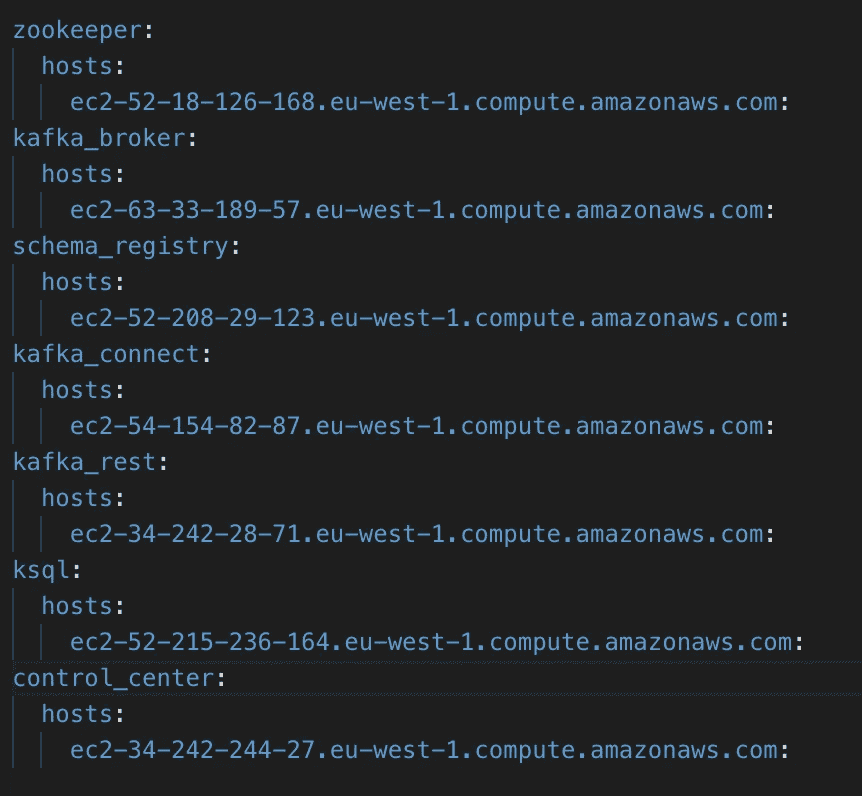 zookeeper:
hosts:
ec2-52-18-126-168.eu-west-1.compute.amazonaws.com:
kafka_broker:
hosts:
ec2-63-33-189-57.eu-west-1.compute.amazonaws.com:
schema_registry:
hosts:
ec2-52-208-29-123.eu-west-1.compute.amazonaws.com:
kafka_connect:
hosts:
ec2-54-154-82-87.eu-west-1.compute.amazonaws.com:
kafka_rest:
hosts:
ec2-34-242-28-71.eu-west-1.compute.amazonaws.com:
ksql:
hosts:
ec2-52-215-236-164.eu-west-1.compute.amazonaws.com:
control_center:
hosts:
ec2-34-242-244-27.eu-west-1.compute.amazonaws.com: